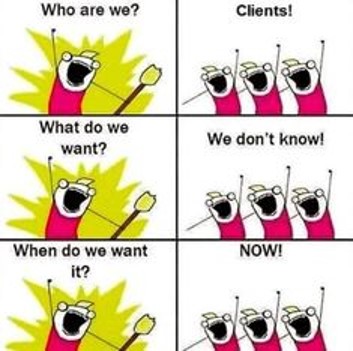 Who are we?
Clients!
What do we
want?
We don't know!
When do we want
it?
NOW!